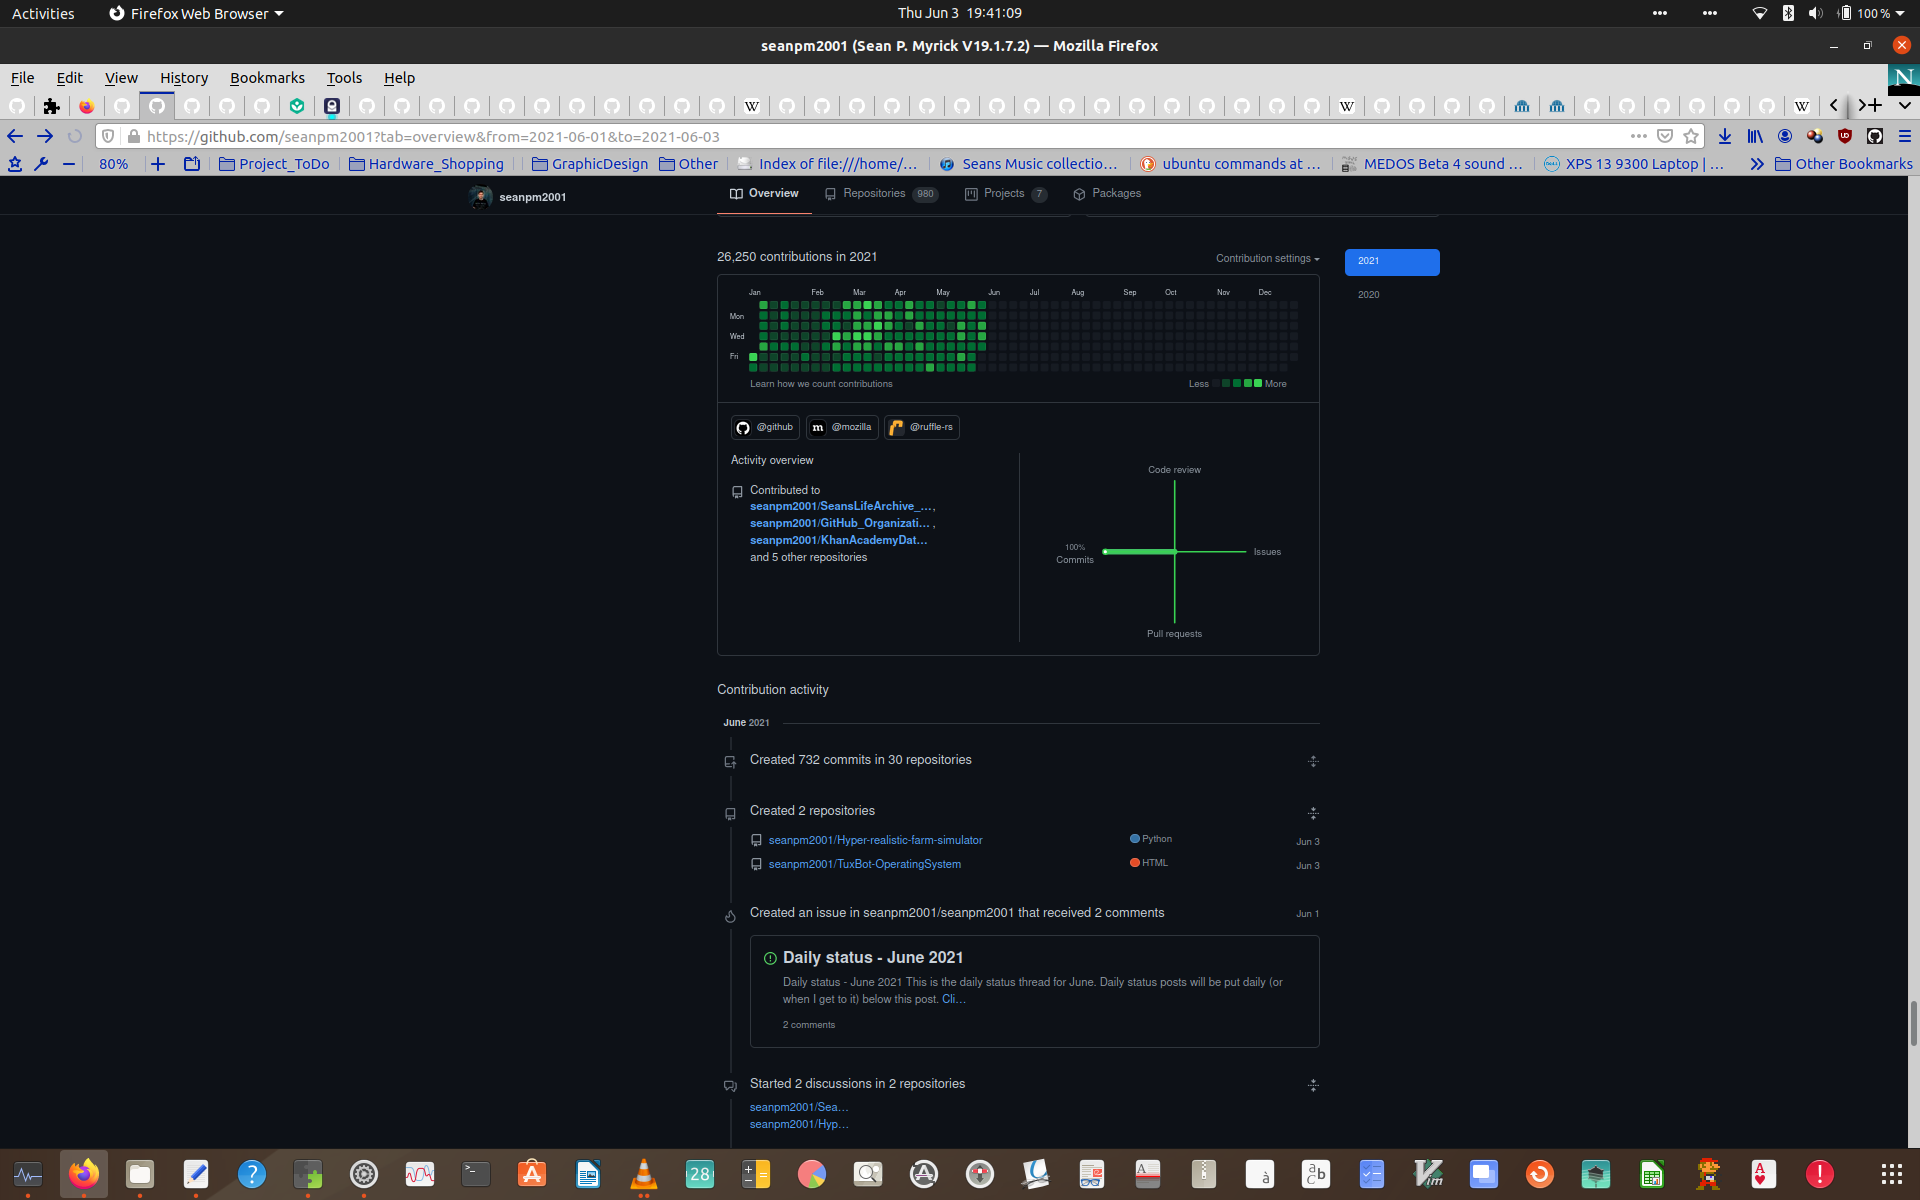 Activities
Firefox Web Browser
Thu Jun 3 19:41:09
100 %
seanpm2001 (Sean P. Myrick V19.1.7.2) — Mozilla Firefox
File Edit View History Bookmarks Tools Help
N
https://github.com/seanpm2001?tab=overview&from=2021-06-01&to=2021-06-03
80% Project_ToDo Hardware_Shopping GraphicDesign Other Index of file:///home/… Seans Music collectio… ubuntu commands at … MEDOS Beta 4 sound … XPS 13 9300 Laptop | … Other Bookmarks
seanpm2001
Overview Repositories 980 Projects 7 Packages
26,250 contributions in 2021
Contribution settings
2021
2020
Jan Feb Mar Apr May Jun Jul Aug Sep Oct Nov Dec
Mon
Wed
Fri
Learn how we count contributions
Less More
@github @mozilla @ruffle-rs
Activity overview
Contributed to
seanpm2001/SeansLifeArchive_…,
seanpm2001/GitHub_Organizati… ,
seanpm2001/KhanAcademyDat…
and 5 other repositories
Code review
100%
Commits
Issues
Pull requests
Contribution activity
June 2021
Created 732 commits in 30 repositories
Created 2 repositories
seanpm2001/Hyper-realistic-farm-simulator Python Jun 3
seanpm2001/TuxBot-OperatingSystem HTML Jun 3
Created an issue in seanpm2001/seanpm2001 that received 2 comments Jun 1
Daily status - June 2021
Daily status - June 2021 This is the daily status thread for June. Daily status posts will be put daily (or
when I get to it) below this post. Cli…
2 comments
Started 2 discussions in 2 repositories
seanpm2001/Sea…
seanpm2001/Hyp…
28